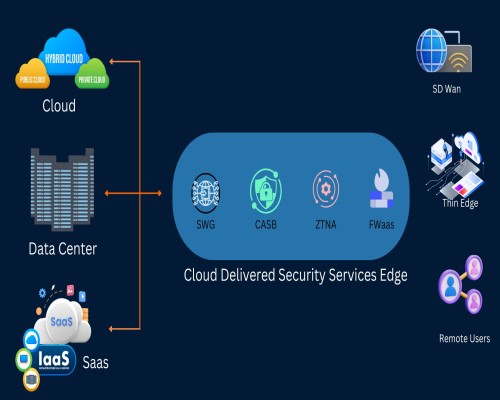 HYBRID CLOUD
PUBLIC CLOUD
PRIVATE CLOUD
Cloud
Data Center
SaaS
IaaS
Saas
SWG
CASB
ZTNA
FWaas
Cloud Delivered Security Services Edge
SD Wan
Thin Edge
Remote Users